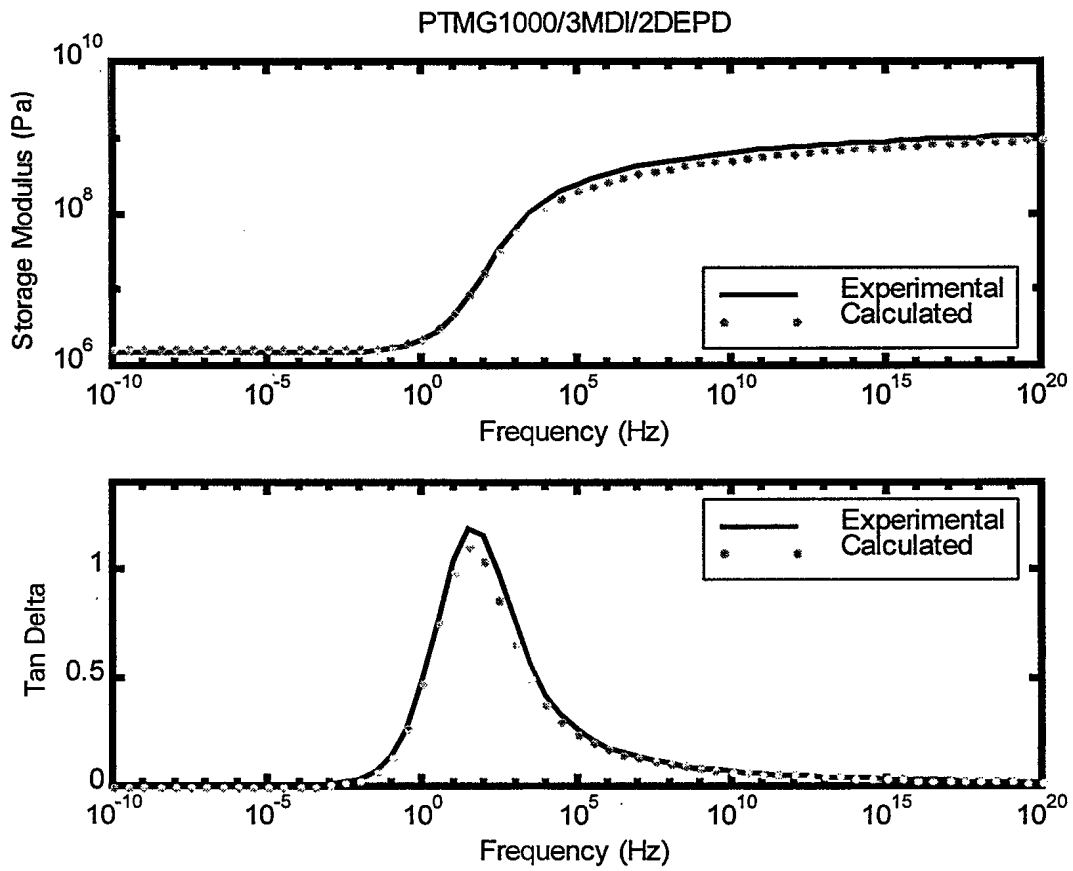 PTMG1000/3MDI/2DEPD
Storage Modulus (Pa)
10^10
10^8
10^6
Experimental
Calculated
10^-10 10^-5 10^0 10^5 10^10 10^15 10^20
Frequency (Hz)
Tan Delta
1
0.5
0
Experimental
Calculated
10^-10 10^-5 10^0 10^5 10^10 10^15 10^20
Frequency (Hz)